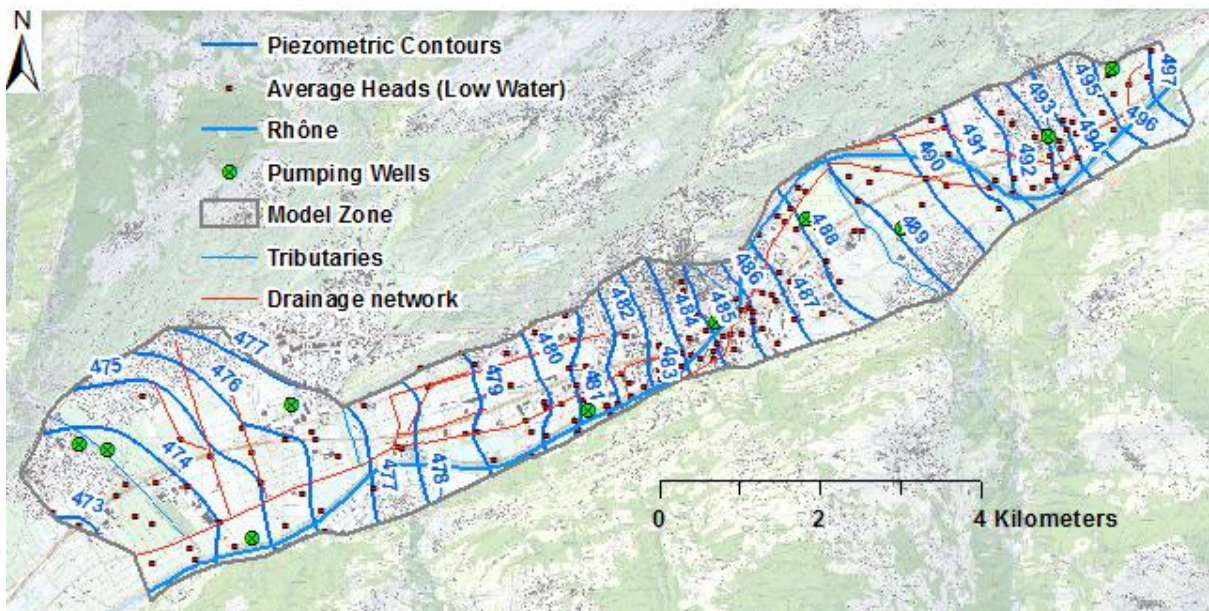 N
Piezometric Contours
Average Heads (Low Water)
Rhône
Pumping Wells
Model Zone
Tributaries
Drainage network
497
496
495
494
493
492
491
490
489
488
487
486
485
484
483
482
481
480
479
478
477
477
476
475
474
473
0 2 4 Kilometers